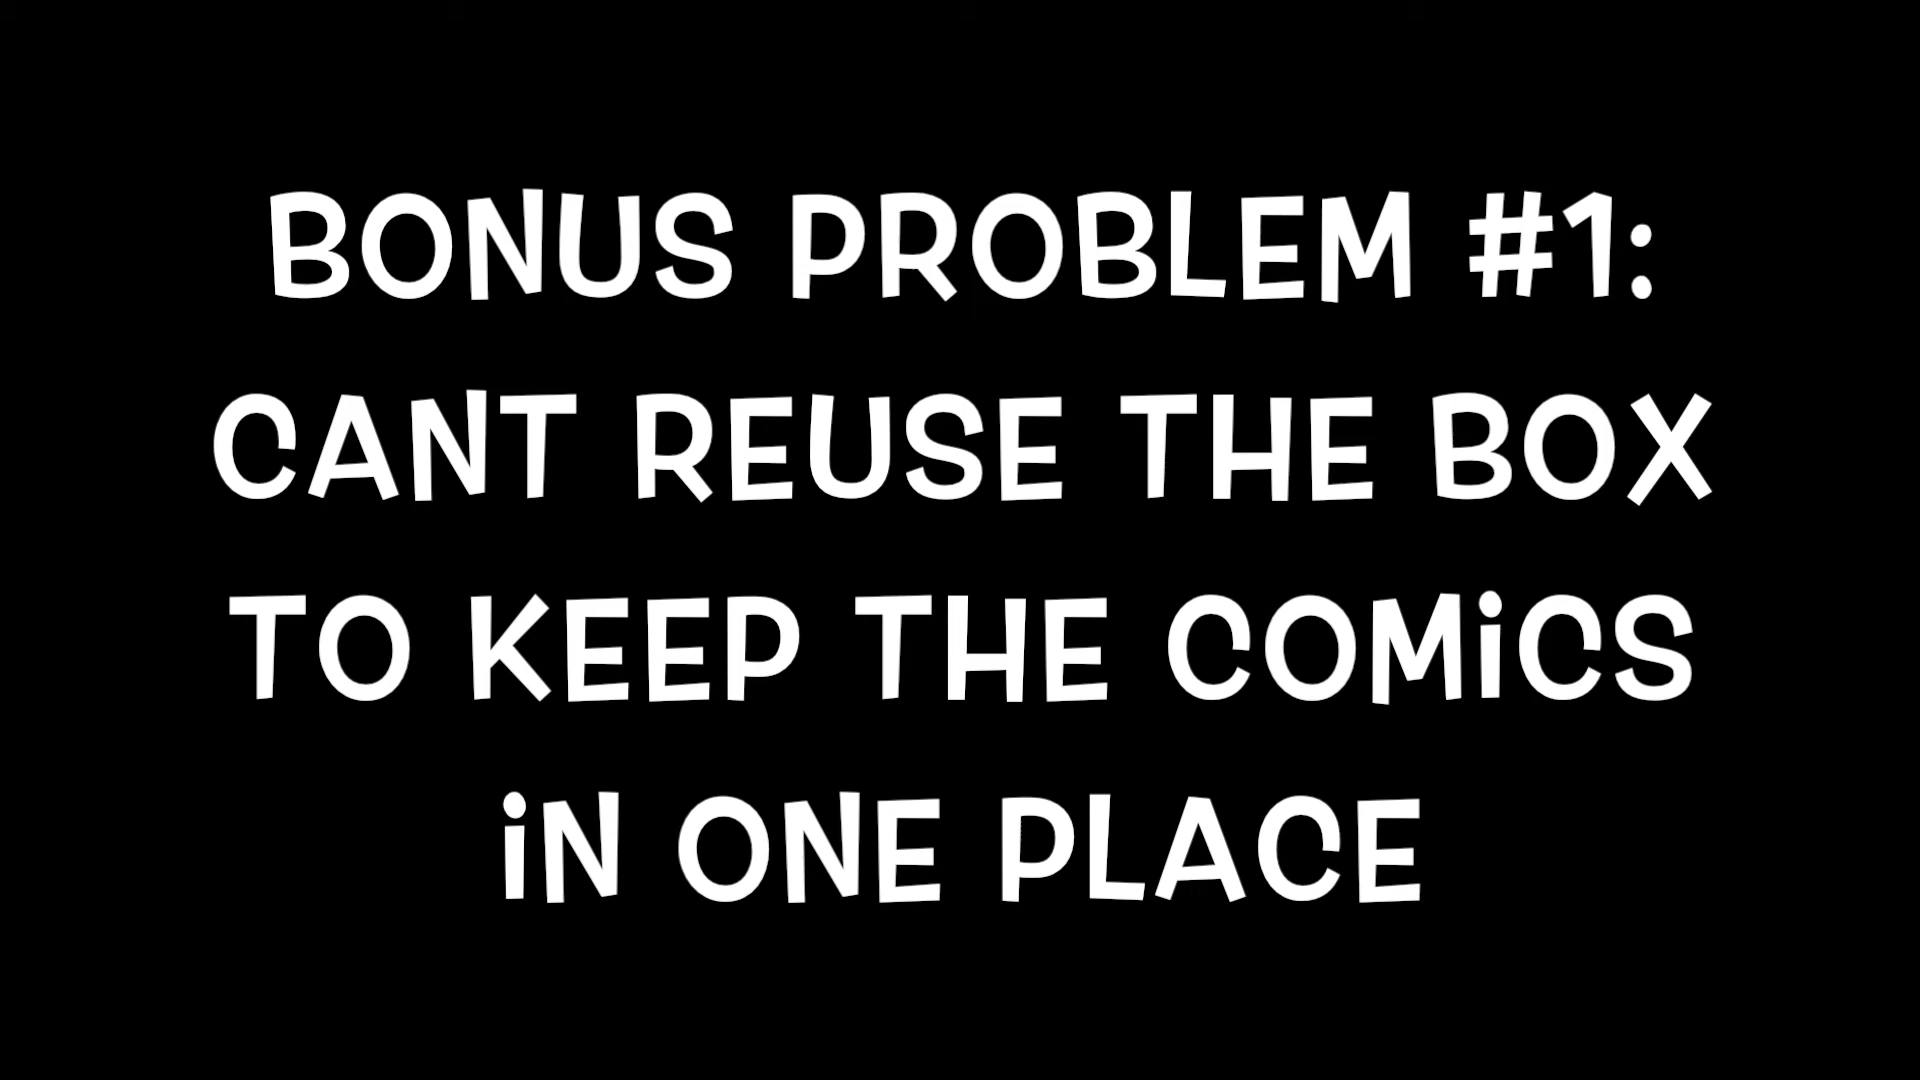 BONUS PROBLEM #1:
CANT REUSE THE BOX
TO KEEP THE COMiCS
iN ONE PLACE